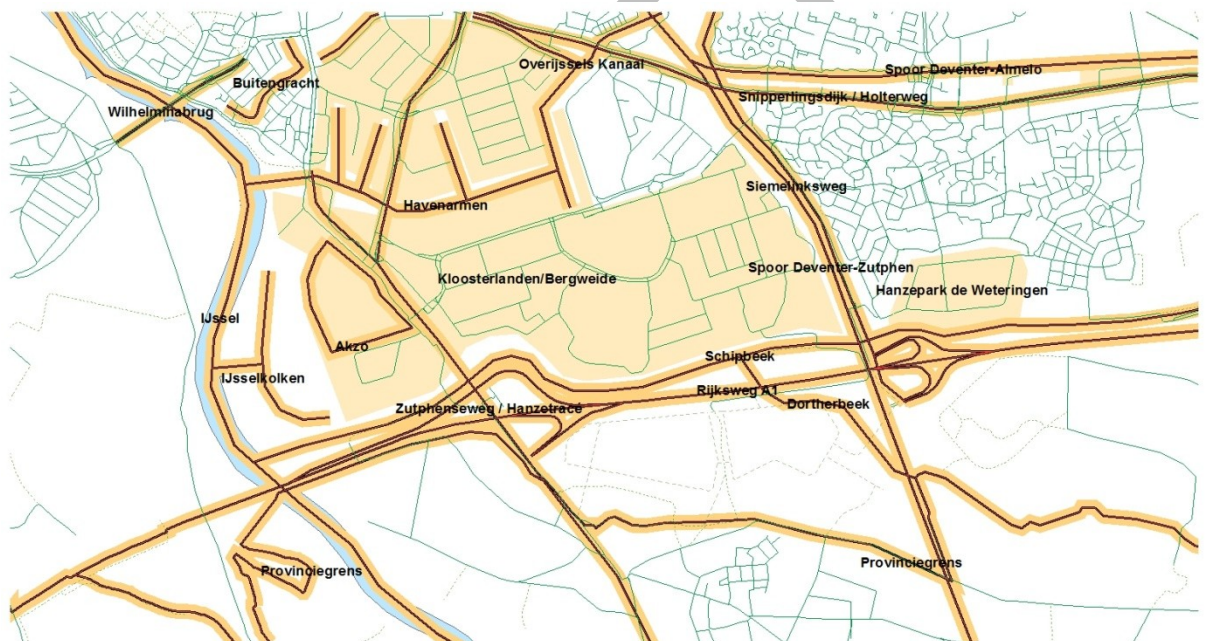 Overijssels Kanaal
Spoor Deventer-Almelo
Buitengracht
Snipperlingsdijk / Holterweg
Wilhelminabrug
Siemelinksweg
Havenarmen
Spoor Deventer-Zutphen
Kloosterlanden/Bergweide
Hanzepark de Weteringen
IJssel
Akzo
Schipbeek
IJsselkolken
Rijksweg A1
Dortherbeek
Zutphenseweg / Hanzetracé
Provinciegrens
Provinciegrens